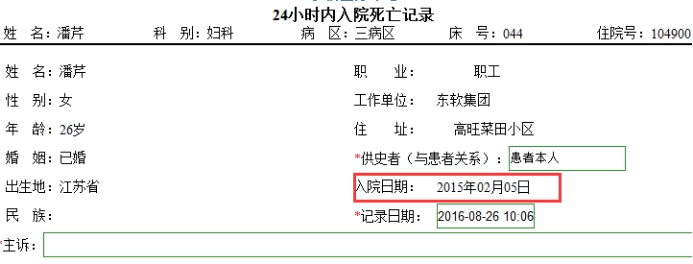 24小时内入院死亡记录
姓 名：潘芹 科 别：妇科 病 区：三病区 床 号：044 住院号：104900
姓 名：潘芹 职 业： 职工
性 别：女 工作单位： 东软集团
年 龄：26岁 住 址： 高旺菜田小区
婚 姻：已婚 *供史者（与患者关系）：患者本人
出生地：江苏省 入院日期： 2015年02月05日
民 族： *记录日期： 2016-08-26 10:06
*主诉：